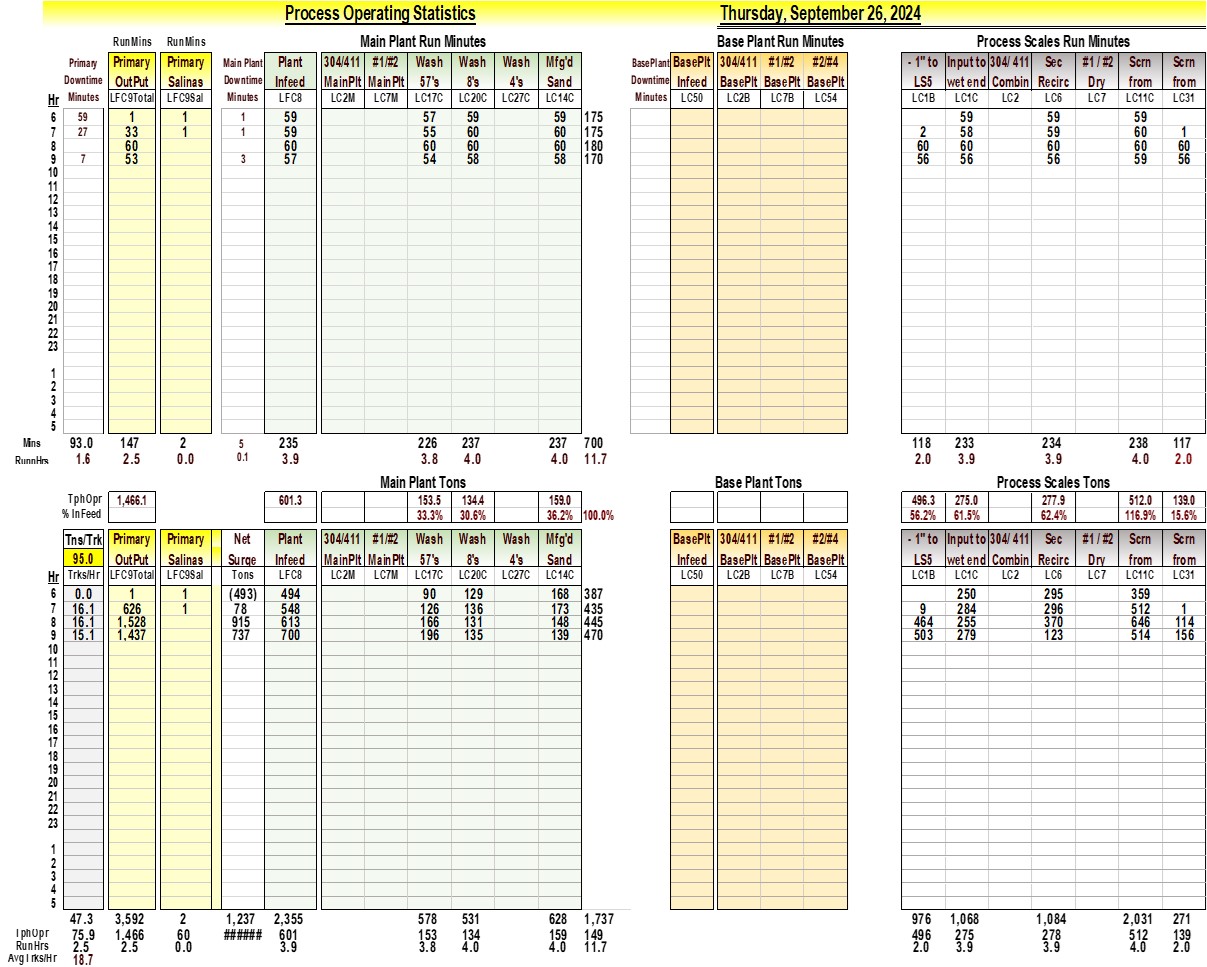 Process Operating Statistics Thursday, September 26, 2024
RunMins RunMins Main Plant Run Minutes Base Plant Run Minutes Process Scales Run Minutes
Primary Primary Primary Main Plant Plant 304/411 #1/#2 Wash Wash Wash Mfg'd BasePlant BasePlt 304/411 #1/#2 #2/#4 - 1" to Input to 304/ 411 Sec #1 / #2 Scrn Scrn
Downtime OutPut Salinas Downtime Infeed MainPlt MainPlt 57's 8's 4's Sand Downtime Infeed BasePlt BasePlt BasePlt LS5 wet end Combin Recirc Dry from from
Hr Minutes LFC9Total LFC9Sal Minutes LFC8 LC2M LC7M LC17C LC20C LC27C LC14C Minutes LC50 LC2B LC7B LC54 LC1B LC1C LC2 LC6 LC7 LC11C LC31
6 59 1 1 1 59 57 59 59 175 59 59 59
7 27 33 1 1 59 55 60 60 175 2 58 59 60 1
8 60 60 60 60 60 180 60 60 60 60 60
9 7 53 3 57 54 58 58 170 56 56 56 59 56
10
11
12
13
14
15
16
17
18
19
20
21
22
23
1
2
3
4
5
Mins 93.0 147 2 5 235 226 237 237 700 118 233 234 238 117
RunnHrs 1.6 2.5 0.0 0.1 3.9 3.8 4.0 4.0 11.7 2.0 3.9 3.9 4.0 2.0
Main Plant Tons Base Plant Tons Process Scales Tons
TphOpr 1,466.1 601.3 153.5 134.4 159.0 496.3 275.0 277.9 512.0 139.0
% InFeed 33.3% 30.6% 36.2% 100.0% 56.2% 61.5% 62.4% 116.9% 15.6%
Tns/Trk Primary Primary Net Plant 304/411 #1/#2 Wash Wash Wash Mfg'd BasePlt 304/411 #1/#2 #2/#4 - 1" to Input to 304/ 411 Sec #1 / #2 Scrn Scrn
95.0 OutPut Salinas Surge Infeed MainPlt MainPlt 57's 8's 4's Sand Infeed BasePlt BasePlt BasePlt LS5 wet end Combin Recirc Dry from from
Hr Trks/Hr LFC9Total LFC9Sal Tons LFC8 LC2M LC7M LC17C LC20C LC27C LC14C LC50 LC2B LC7B LC54 LC1B LC1C LC2 LC6 LC7 LC11C LC31
6 0.0 1 1 (493) 494 90 129 168 387 250 295 359
7 16.1 626 1 78 548 126 136 173 435 9 284 296 512 1
8 16.1 1,528 915 613 166 131 148 445 464 255 370 646 114
9 15.1 1,437 737 700 196 135 139 470 503 279 123 514 156
10
11
12
13
14
15
16
17
18
19
20
21
22
23
1
2
3
4
5
47.3 3,592 2 1,237 2,355 578 531 628 1,737 976 1,068 1,084 2,031 271
TphOpr 75.9 1,466 60 ###### 601 153 134 159 149 496 275 278 512 139
RunHrs 2.5 2.5 0.0 3.9 3.8 4.0 4.0 11.7 2.0 3.9 3.9 4.0 2.0
AvgTrks/Hr 18.7